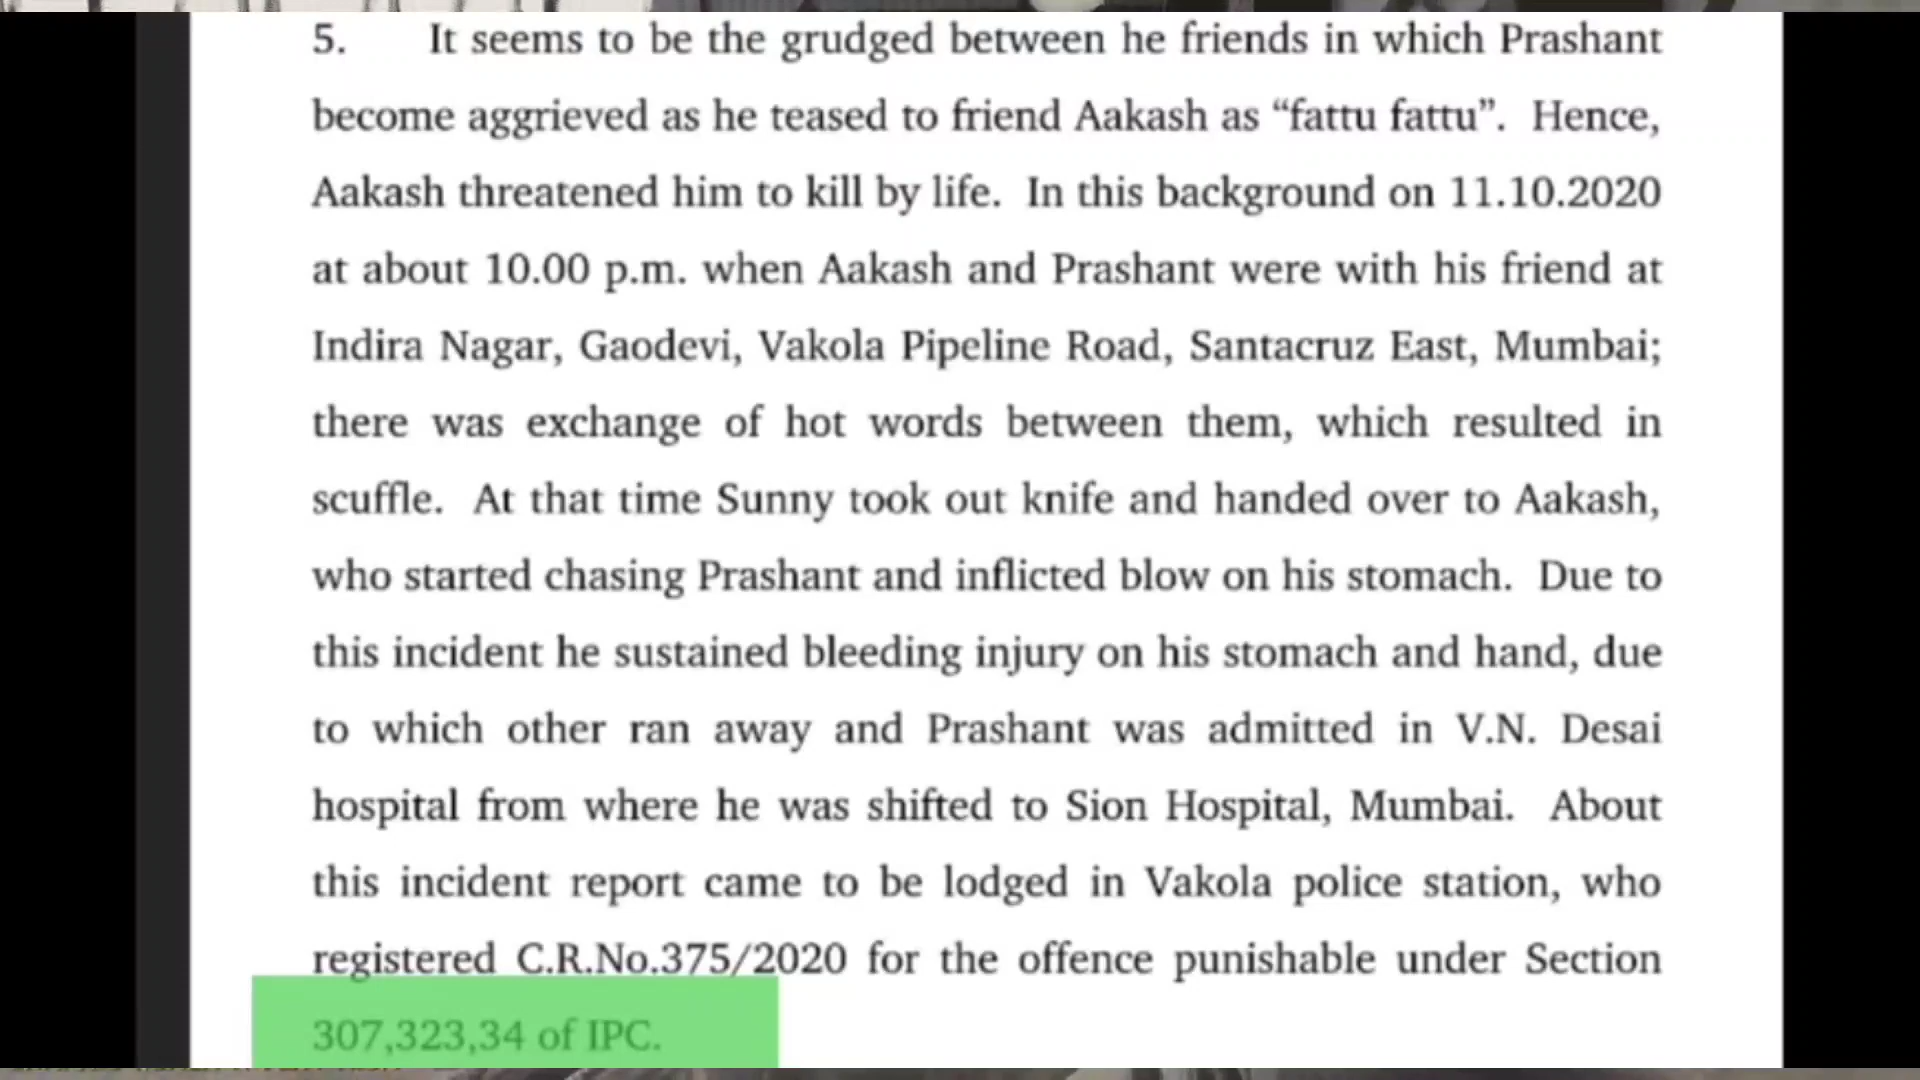 5. It seems to be the grudged between he friends in which Prashant
become aggrieved as he teased to friend Aakash as “fattu fattu”. Hence,
Aakash threatened him to kill by life. In this background on 11.10.2020
at about 10.00 p.m. when Aakash and Prashant were with his friend at
Indira Nagar, Gaodevi, Vakola Pipeline Road, Santacruz East, Mumbai;
there was exchange of hot words between them, which resulted in
scuffle. At that time Sunny took out knife and handed over to Aakash,
who started chasing Prashant and inflicted blow on his stomach. Due to
this incident he sustained bleeding injury on his stomach and hand, due
to which other ran away and Prashant was admitted in V.N. Desai
hospital from where he was shifted to Sion Hospital, Mumbai. About
this incident report came to be lodged in Vakola police station, who
registered C.R.No.375/2020 for the offence punishable under Section
307,323,34 of IPC.